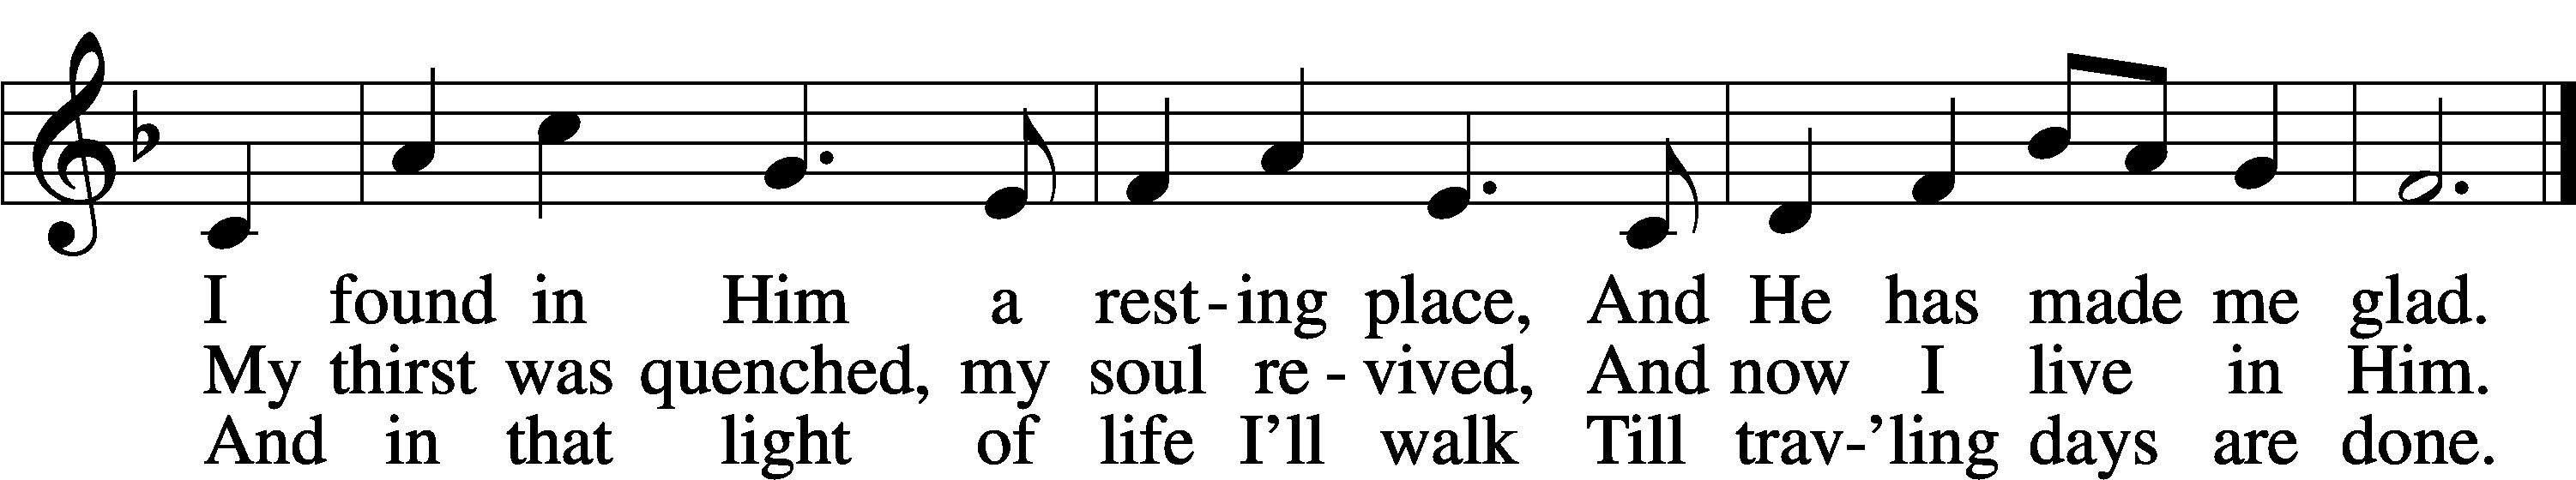 I found in Him a rest-ing place, And He has made me glad.
My thirst was quenched, my soul re-vived, And now I live in Him.
And in that light of life I’ll walk Till trav-’ling days are done.